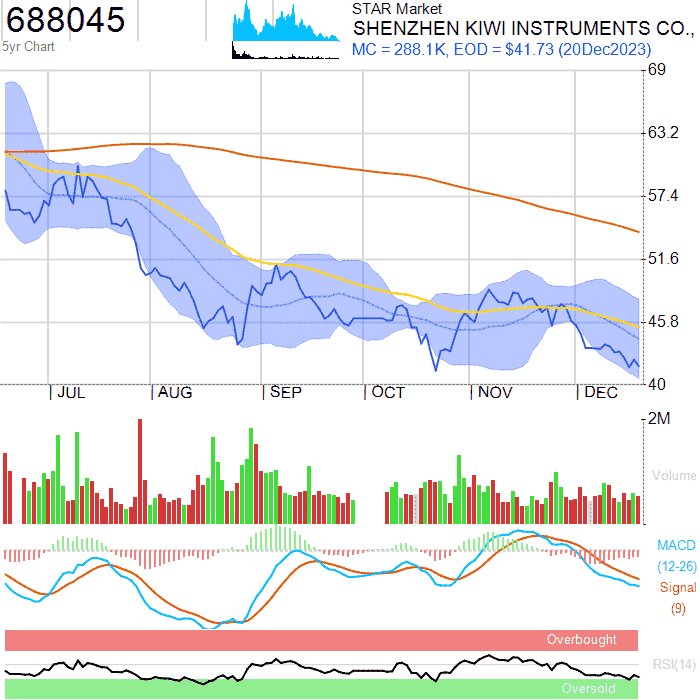 688045
5yr Chart
STAR Market
SHENZHEN KIWI INSTRUMENTS CO.,
MC = 288.1K, EOD = $41.73 (20Dec2023)
69
63.2
57.4
51.6
45.8
40
JUL
AUG
SEP
OCT
NOV
DEC
2M
Volume
MACD
(12-26)
Signal
(9)
Overbought
RSI(14)
Oversold